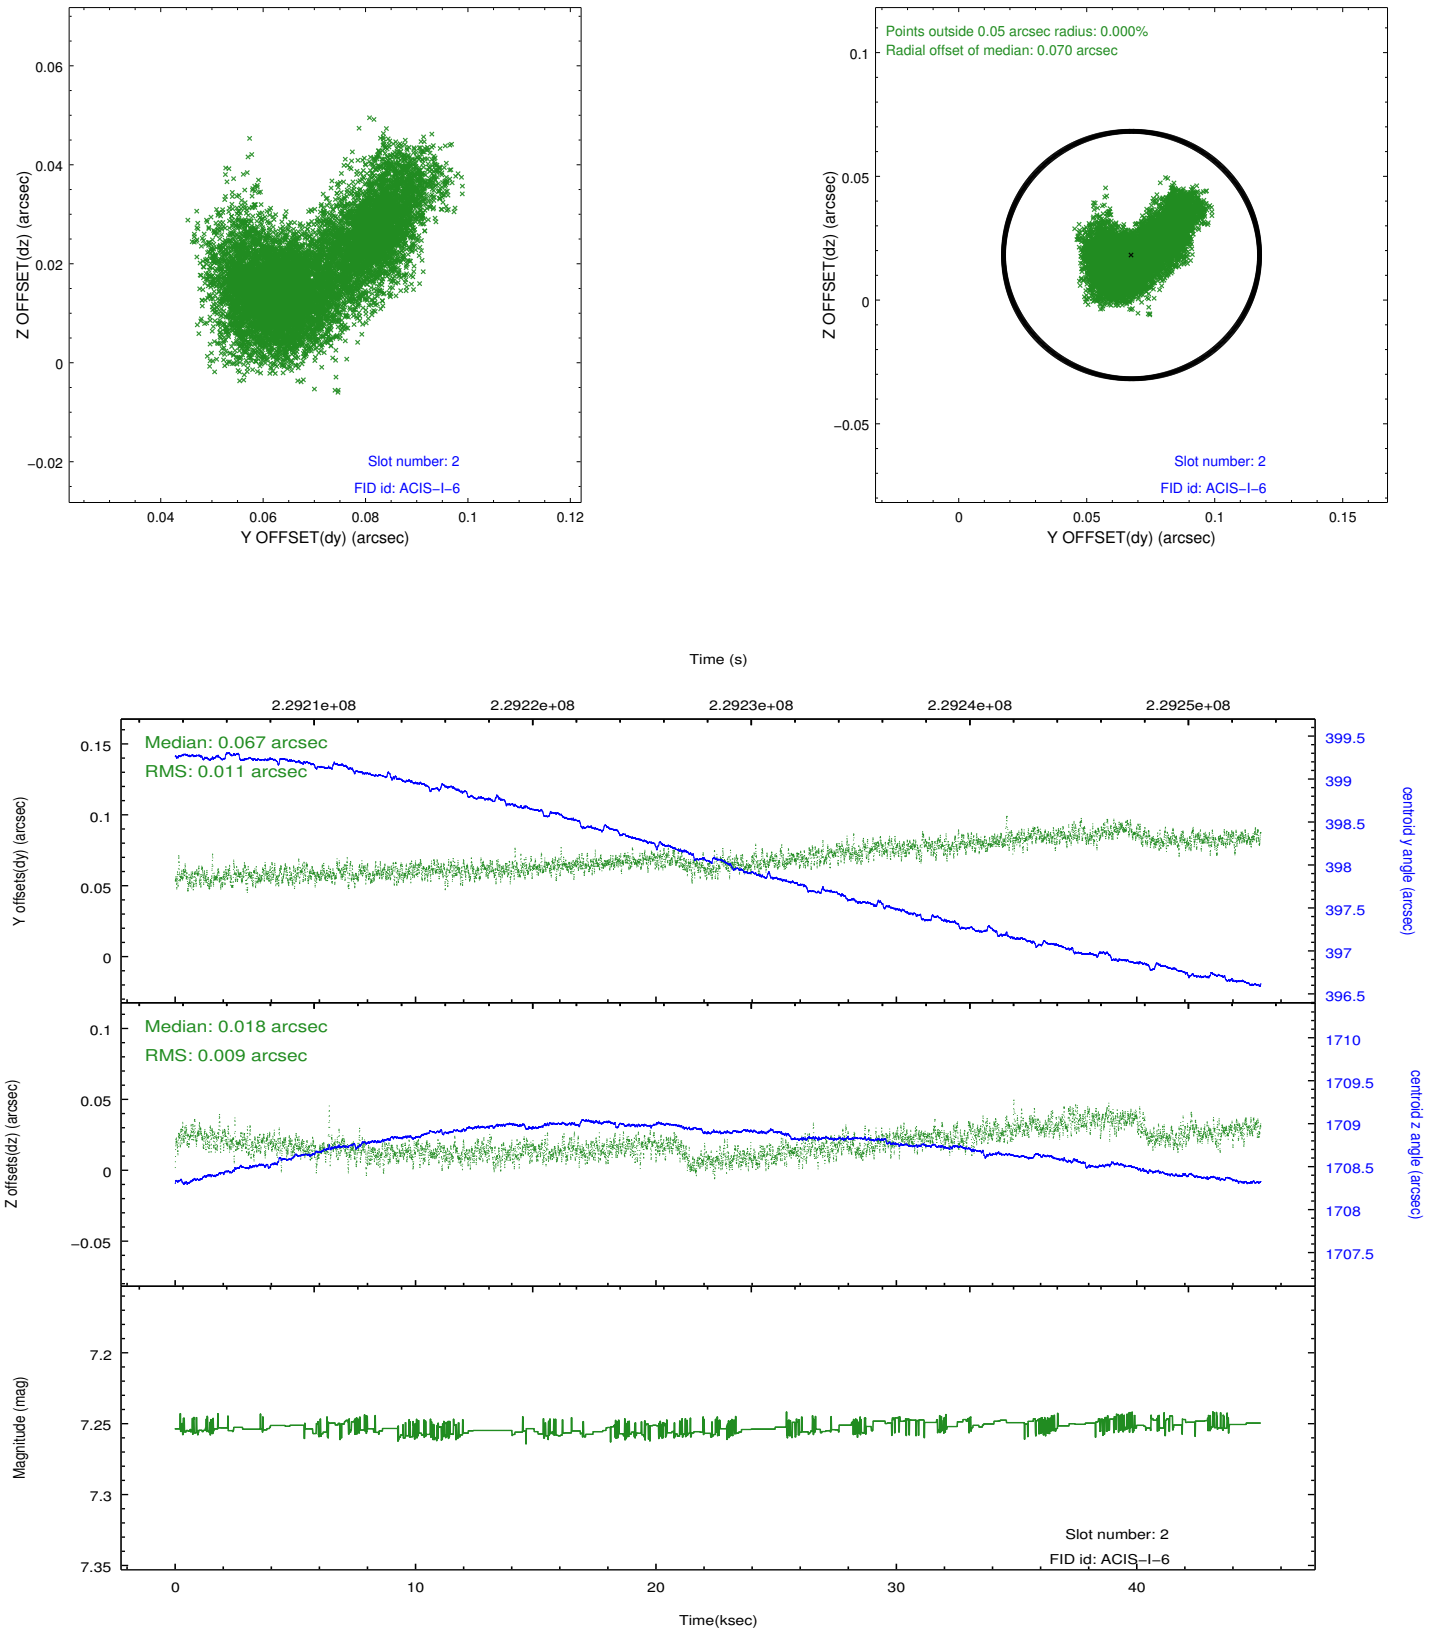 0.06
0.04
0.02
0
−0.02
Z OFFSET(dz) (arcsec)
Slot number: 2
FID id: ACIS−I−6
0.04 0.06 0.08 0.1 0.12
Y OFFSET(dy) (arcsec)
Points outside 0.05 arcsec radius: 0.000%
Radial offset of median: 0.070 arcsec
0.1
0.05
0
−0.05
Z OFFSET(dz) (arcsec)
Slot number: 2
FID id: ACIS−I−6
0 0.05 0.1 0.15
Y OFFSET(dy) (arcsec)
Time (s)
2.2921e+08 2.2922e+08 2.2923e+08 2.2924e+08 2.2925e+08
Median: 0.067 arcsec
RMS: 0.011 arcsec
0.15
0.1
0.05
0
Y offsets(dy) (arcsec)
399.5
399
398.5
398
397.5
397
396.5
centroid y angle (arcsec)
Median: 0.018 arcsec
RMS: 0.009 arcsec
0.1
0.05
0
−0.05
Z offsets(dz) (arcsec)
1710
1709.5
1709
1708.5
1708
1707.5
centroid z angle (arcsec)
7.2
7.25
7.3
7.35
Magnitude (mag)
Slot number: 2
FID id: ACIS−I−6
0 10 20 30 40
Time(ksec)